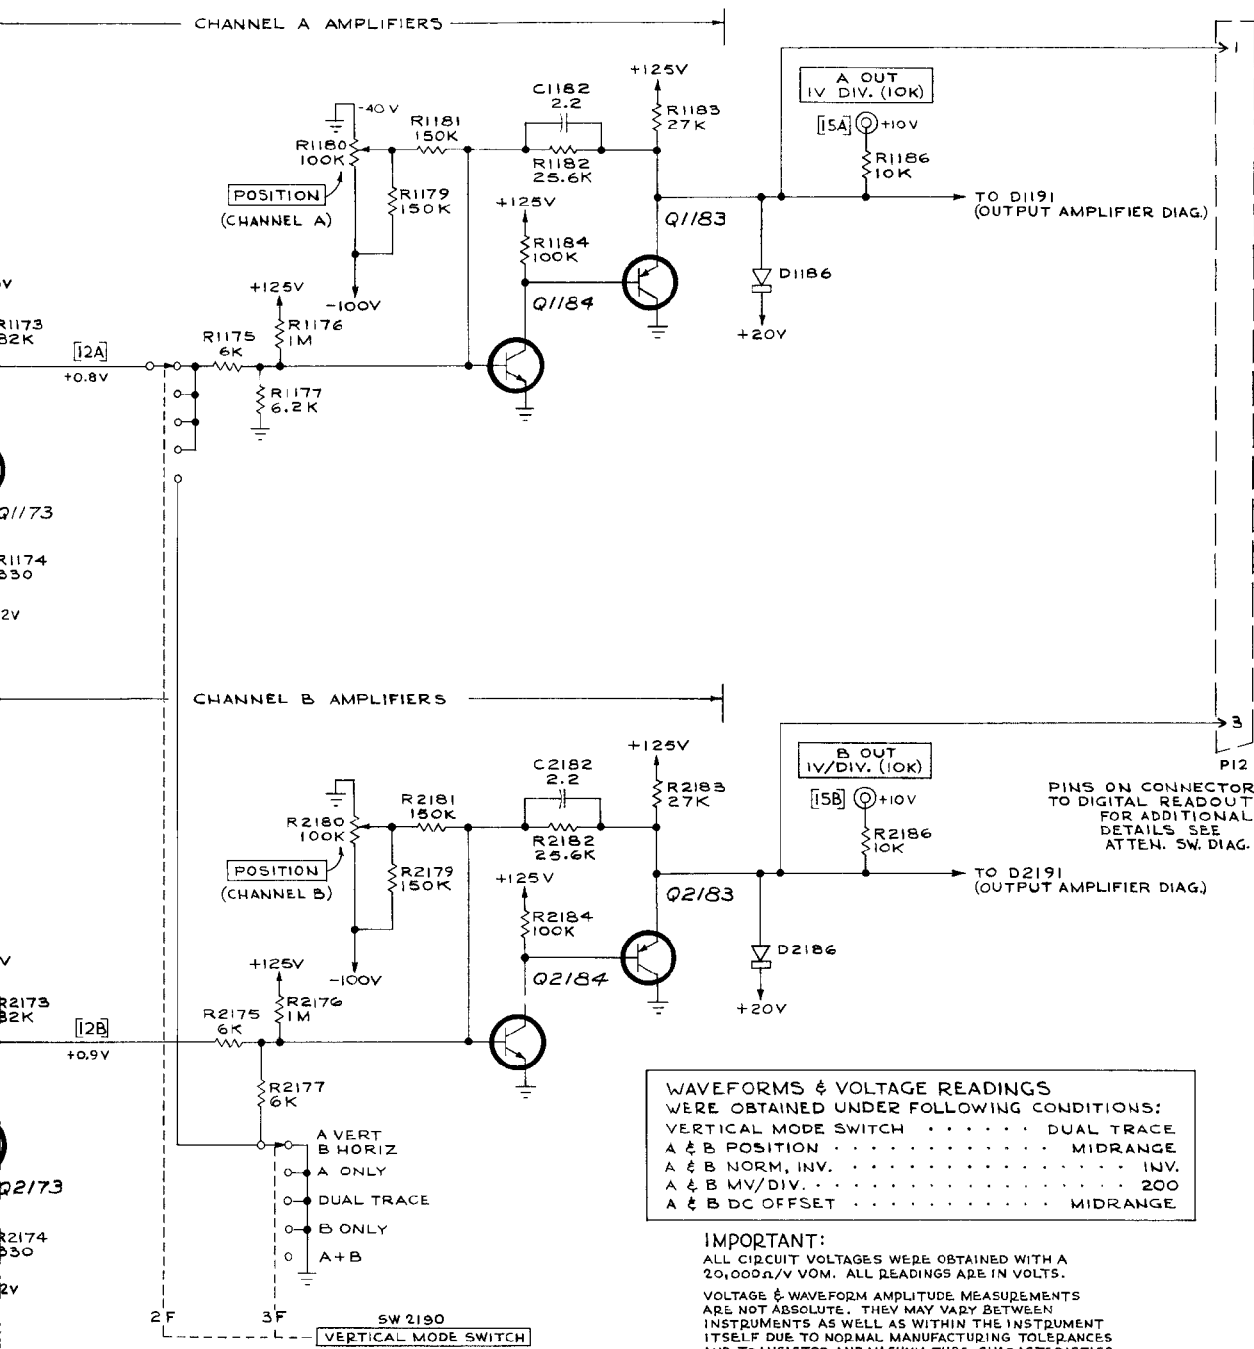 CHANNEL A AMPLIFIERS
1
+125V
A OUT
1V DIV. (10K)
C1182
2.2
-40V
R1181
150K
R1183
27K
[15A]
+10V
R1180
100K
R1182
25.6K
R1186
10K
POSITION
(CHANNEL A)
R1179
150K
+125V
TO D1191
(OUTPUT AMPLIFIER DIAG.)
Q1183
R1184
100K
D1186
+125V
-100V
Q1184
+20V
R1173
82K
[12A]
+0.8V
R1175
6K
R1176
1M
R1177
6.2K
Q1173
R1174
330
2V
CHANNEL B AMPLIFIERS
3
P12
+125V
B OUT
1V/DIV. (10K)
C2182
2.2
PINS ON CONNECTOR
TO DIGITAL READOUT
FOR ADDITIONAL
DETAILS SEE
ATTEN. SW. DIAG.
R2181
150K
R2183
27K
[15B]
+10V
R2180
100K
R2182
25.6K
R2186
10K
POSITION
(CHANNEL B)
R2179
150K
+125V
TO D2191
(OUTPUT AMPLIFIER DIAG.)
Q2183
R2184
100K
D2186
+125V
-100V
Q2184
+20V
R2173
82K
[12B]
+0.9V
R2175
6K
R2176
1M
R2177
6K
A VERT
B HORIZ
A ONLY
DUAL TRACE
B ONLY
A+B
Q2173
R2174
330
2V
2F
3F
SW 2190
VERTICAL MODE SWITCH
WAVEFORMS & VOLTAGE READINGS
WERE OBTAINED UNDER FOLLOWING CONDITIONS:
VERTICAL MODE SWITCH · · · · · · DUAL TRACE
A & B POSITION · · · · · · · · · · · · MIDRANGE
A & B NORM, INV. · · · · · · · · · · · · · · · INV.
A & B MV/DIV. · · · · · · · · · · · · · · · · · 200
A & B DC OFFSET · · · · · · · · · · · MIDRANGE
IMPORTANT:
ALL CIRCUIT VOLTAGES WERE OBTAINED WITH A
20,000Ω/V VOM. ALL READINGS ARE IN VOLTS.
VOLTAGE & WAVEFORM AMPLITUDE MEASUREMENTS
ARE NOT ABSOLUTE. THEY MAY VARY BETWEEN
INSTRUMENTS AS WELL AS WITHIN THE INSTRUMENT
ITSELF DUE TO NORMAL MANUFACTURING TOLERANCES